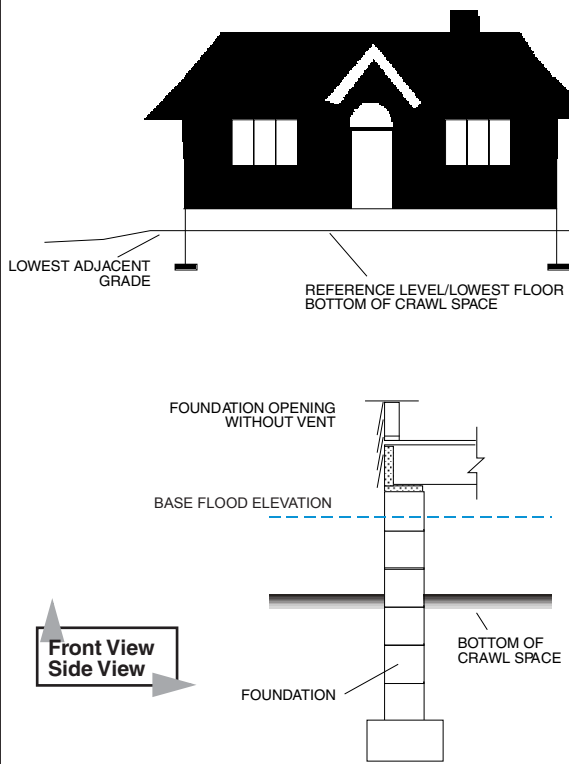 LOWEST ADJACENT
GRADE
REFERENCE LEVEL/LOWEST FLOOR
BOTTOM OF CRAWL SPACE
FOUNDATION OPENING
WITHOUT VENT
BASE FLOOD ELEVATION
Front View
Side View
BOTTOM OF
CRAWL SPACE
FOUNDATION